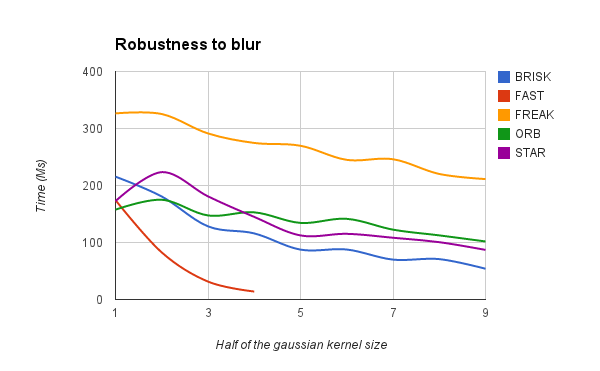 Robustness to blur
400
300
200
100
0
Time (Ms)
1 3 5 7 9
Half of the gaussian kernel size
BRISK
FAST
FREAK
ORB
STAR